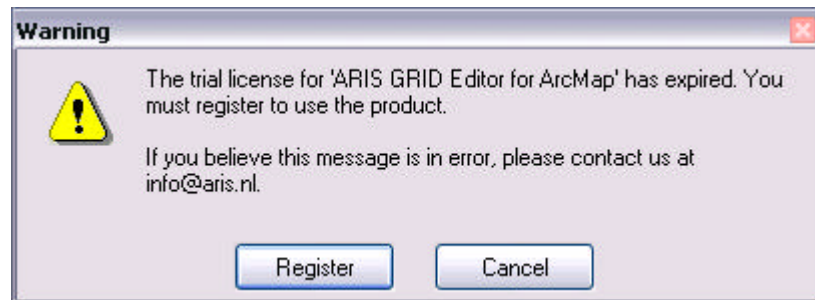 Warning
The trial license for 'ARIS GRID Editor for ArcMap' has expired. You
must register to use the product.
If you believe this message is in error, please contact us at
info@aris.nl.
Register
Cancel